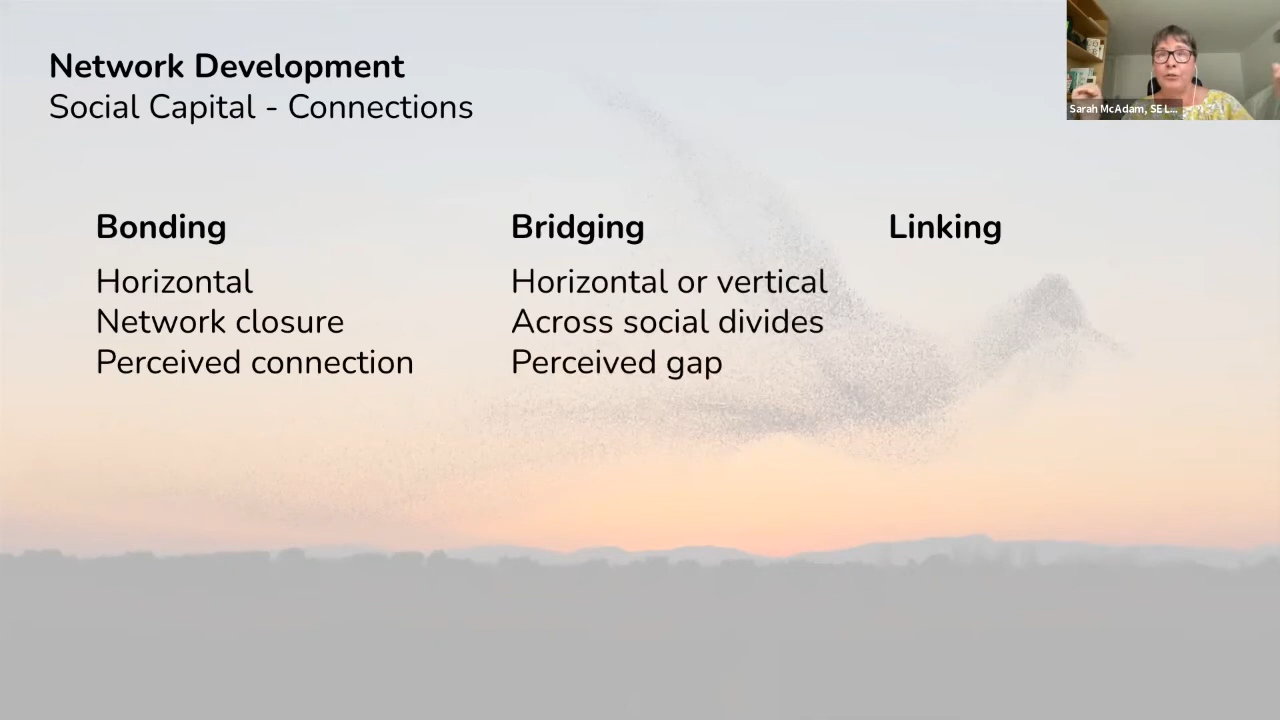 Network Development
Social Capital - Connections
Sarah McAdam, SE L...
Bonding
Horizontal
Network closure
Perceived connection
Bridging
Horizontal or vertical
Across social divides
Perceived gap
Linking